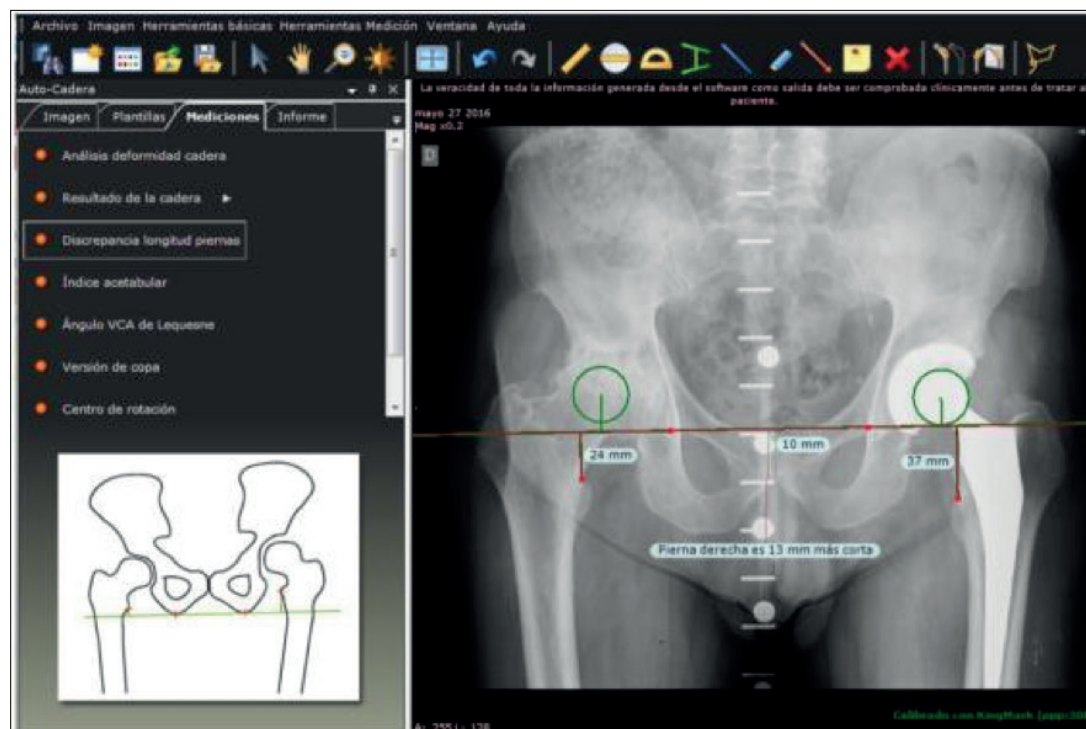 Archivo Imagen Herramientas básicas Herramientas Medición Ventana Ayuda
Auto-Cadera
Imagen Plantillas Mediciones Informe
Análisis deformidad cadera
Resultado de la cadera
Discrepancia longitud piernas
Índice acetabular
Ángulo VCA de Lequesne
Versión de copa
Centro de rotación
La veracidad de toda la información generada desde el software como salida debe ser comprobada clínicamente antes de tratar al
paciente.
mayo 27 2016
Mag x0.2
D
24 mm
10 mm
37 mm
Pierna derecha es 13 mm más corta
Calibrado con KingMark